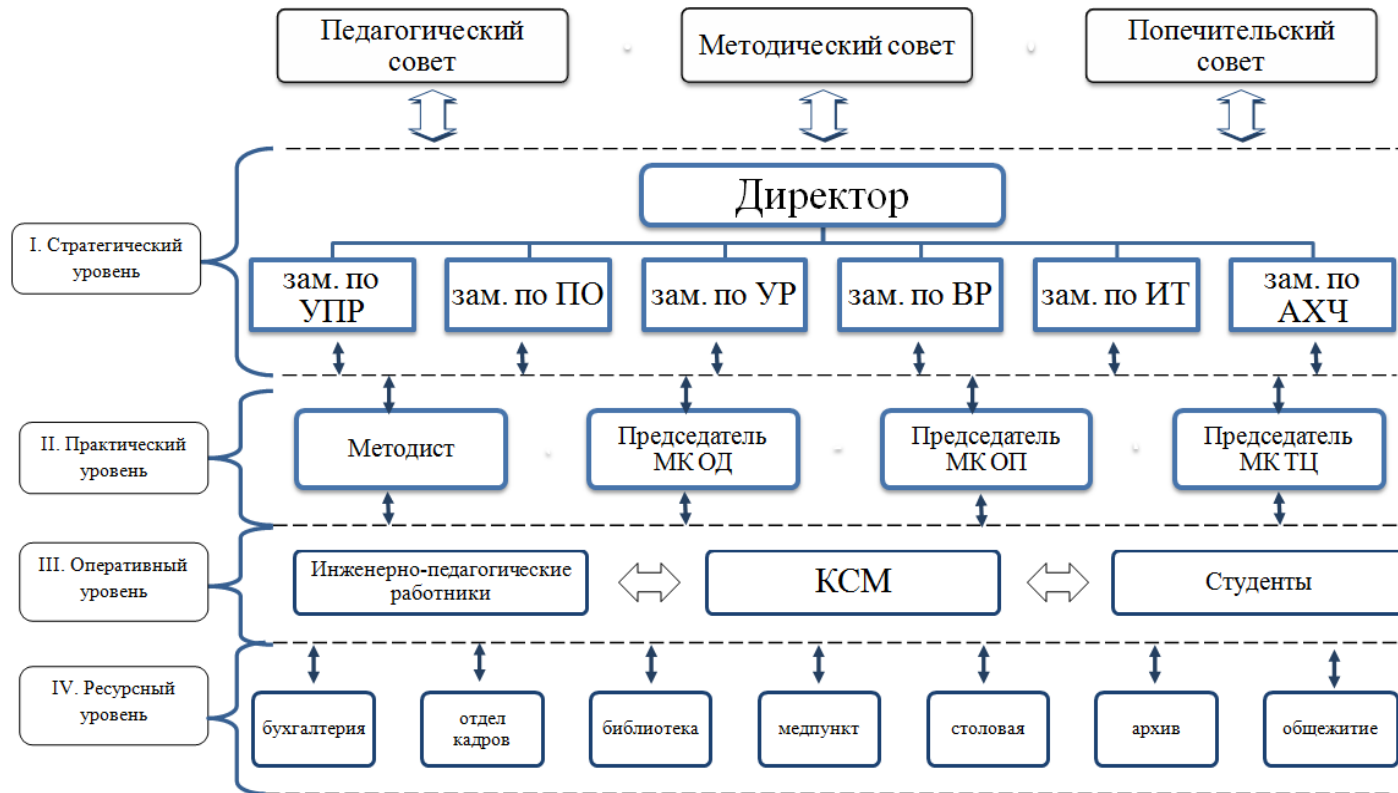 Педагогический
совет
Методический совет
Попечительский
совет
Директор
I. Стратегический
уровень
зам. по
УПР
зам. по ПО
зам. по УР
зам. по ВР
зам. по ИТ
зам. по
АХЧ
II. Практический
уровень
Методист
Председатель
МК ОД
Председатель
МК ОП
Председатель
МК ТЦ
III. Оперативный
уровень
Инженерно-педагогические
работники
КСМ
Студенты
IV. Ресурсный
уровень
бухгалтерия
отдел
кадров
библиотека
медпункт
столовая
архив
общежитие